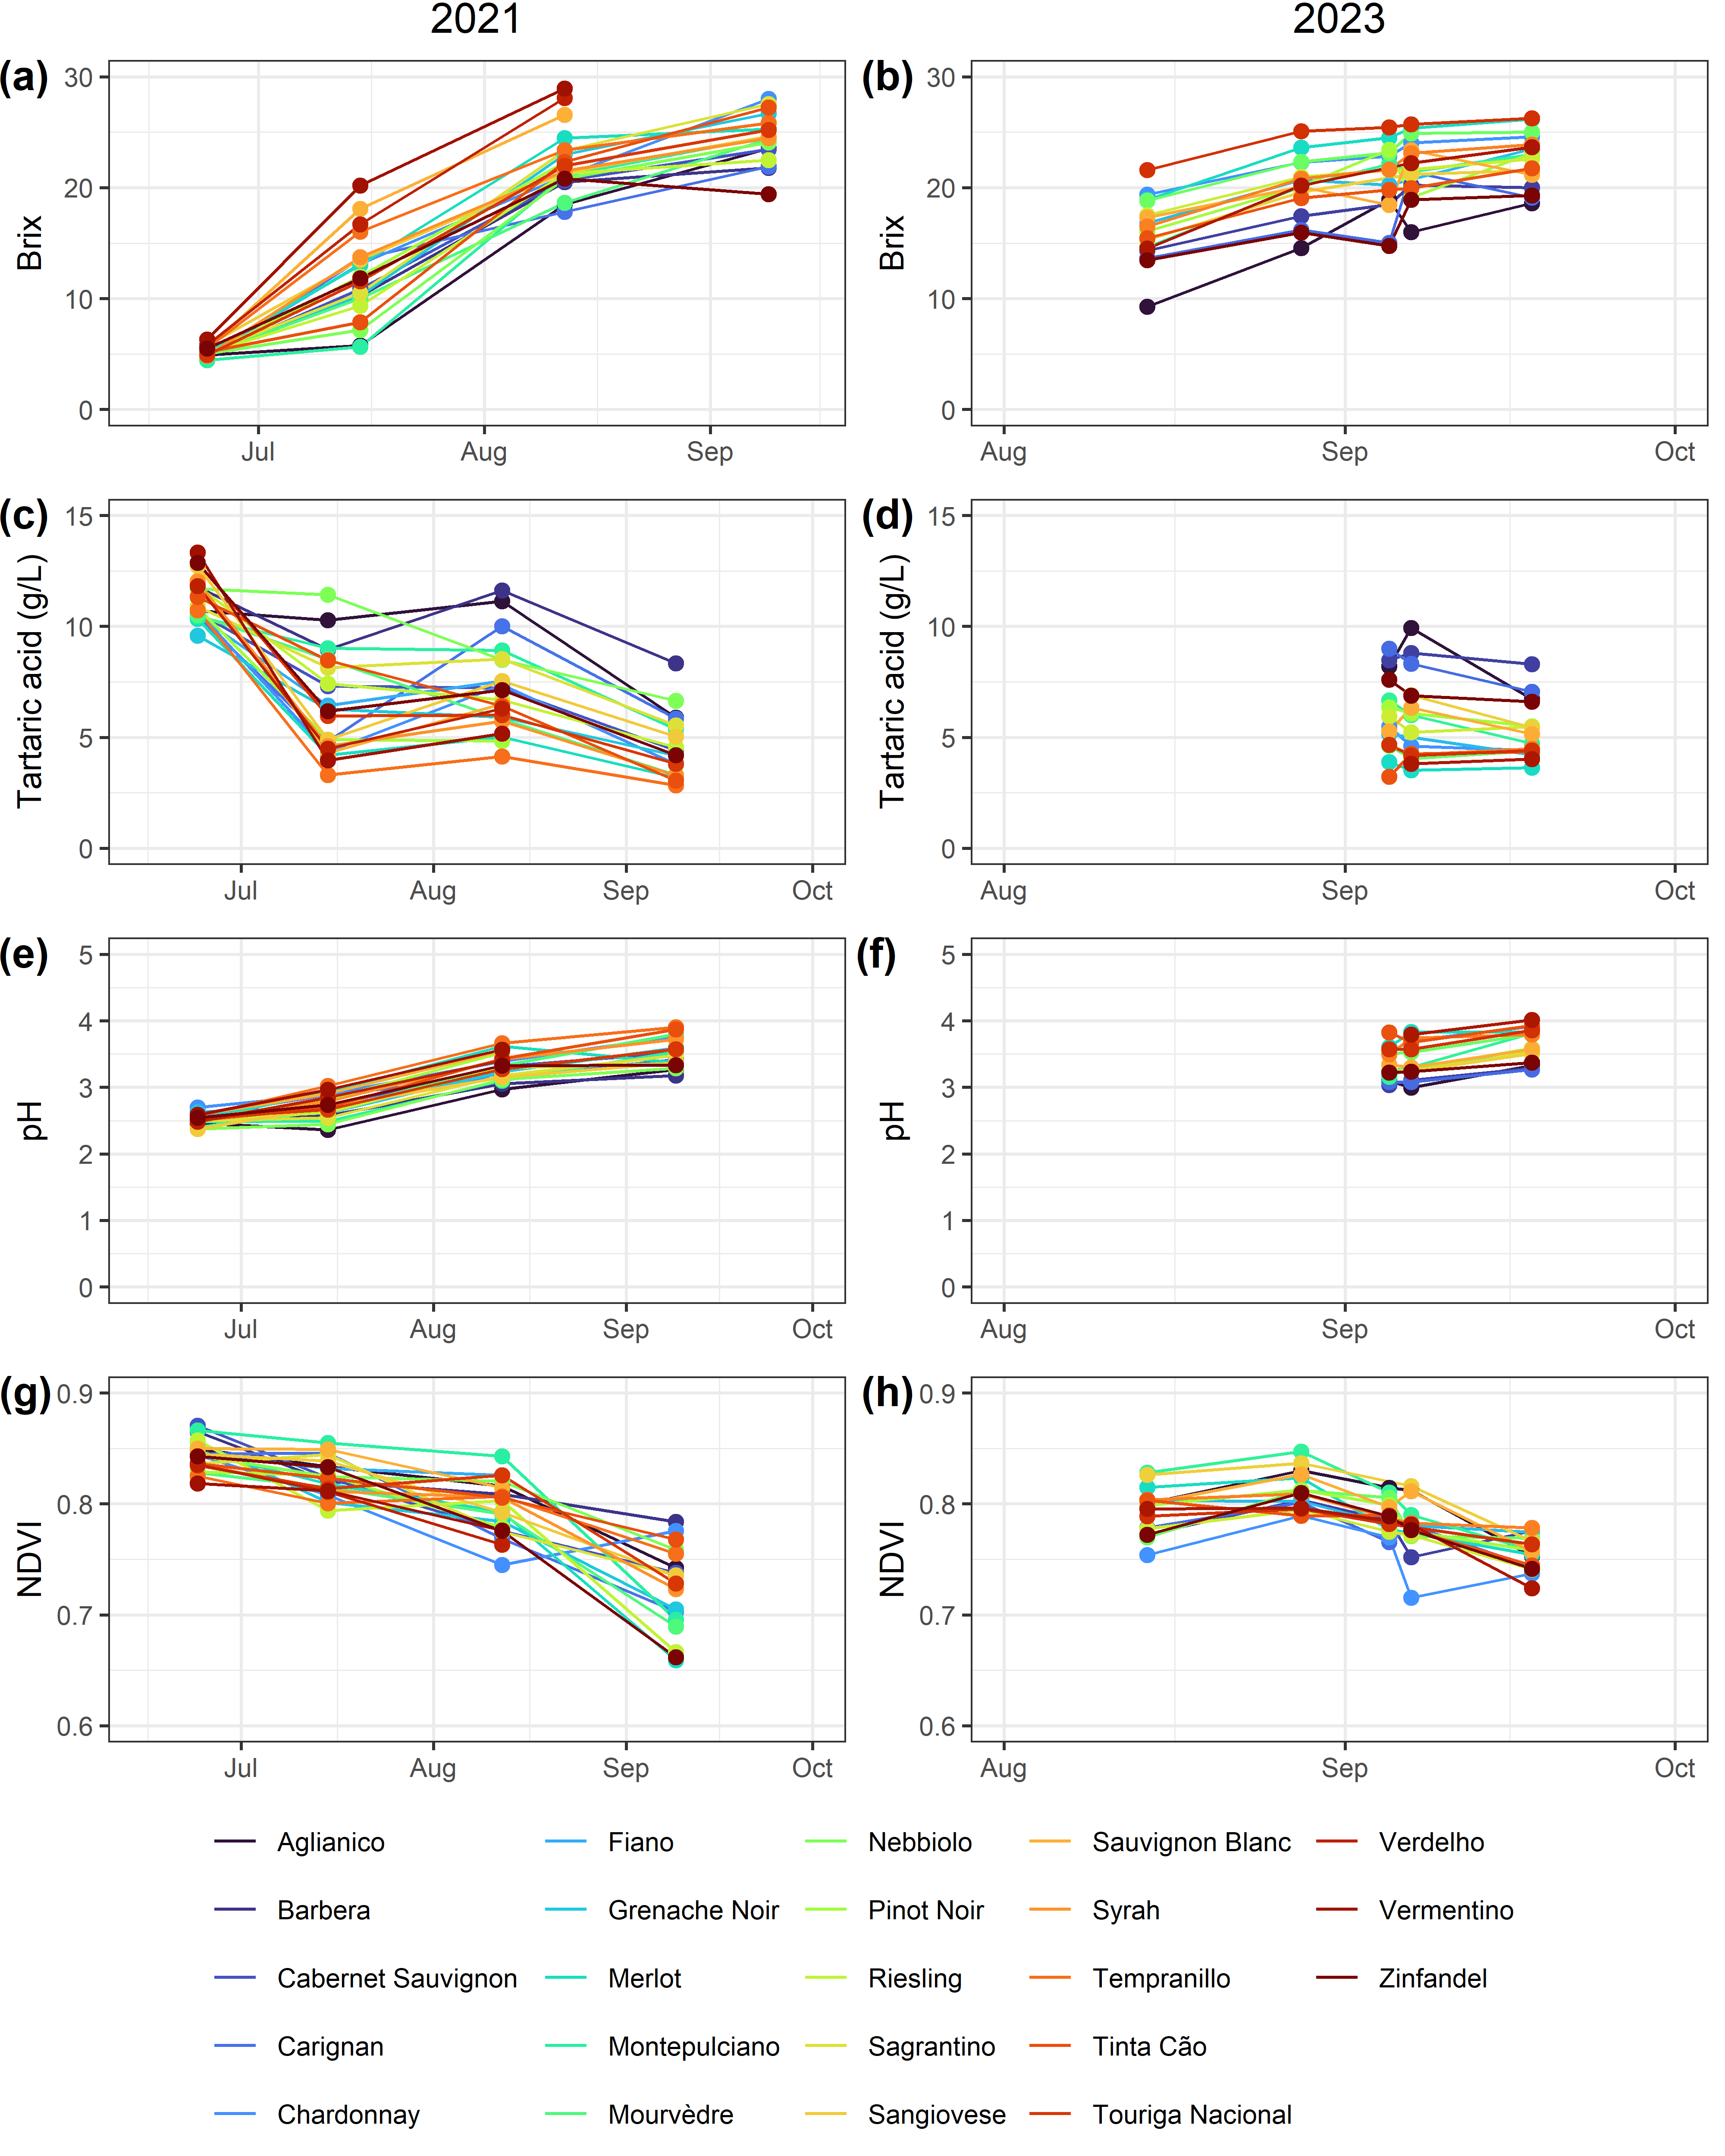 2021
2023
(a)
Brix
30
20
10
0
Jul
Aug
Sep
(b)
Brix
30
20
10
0
Aug
Sep
Oct
(c)
Tartaric acid (g/L)
15
10
5
0
Jul
Aug
Sep
Oct
(d)
Tartaric acid (g/L)
15
10
5
0
Aug
Sep
Oct
(e)
pH
5
4
3
2
1
0
Jul
Aug
Sep
Oct
(f)
pH
5
4
3
2
1
0
Aug
Sep
Oct
(g)
NDVI
0.9
0.8
0.7
0.6
Jul
Aug
Sep
Oct
(h)
NDVI
0.9
0.8
0.7
0.6
Aug
Sep
Oct
Aglianico
Barbera
Cabernet Sauvignon
Carignan
Chardonnay
Fiano
Grenache Noir
Merlot
Montepulciano
Mourvèdre
Nebbiolo
Pinot Noir
Riesling
Sagrantino
Sangiovese
Sauvignon Blanc
Syrah
Tempranillo
Tinta Cão
Touriga Nacional
Verdelho
Vermentino
Zinfandel